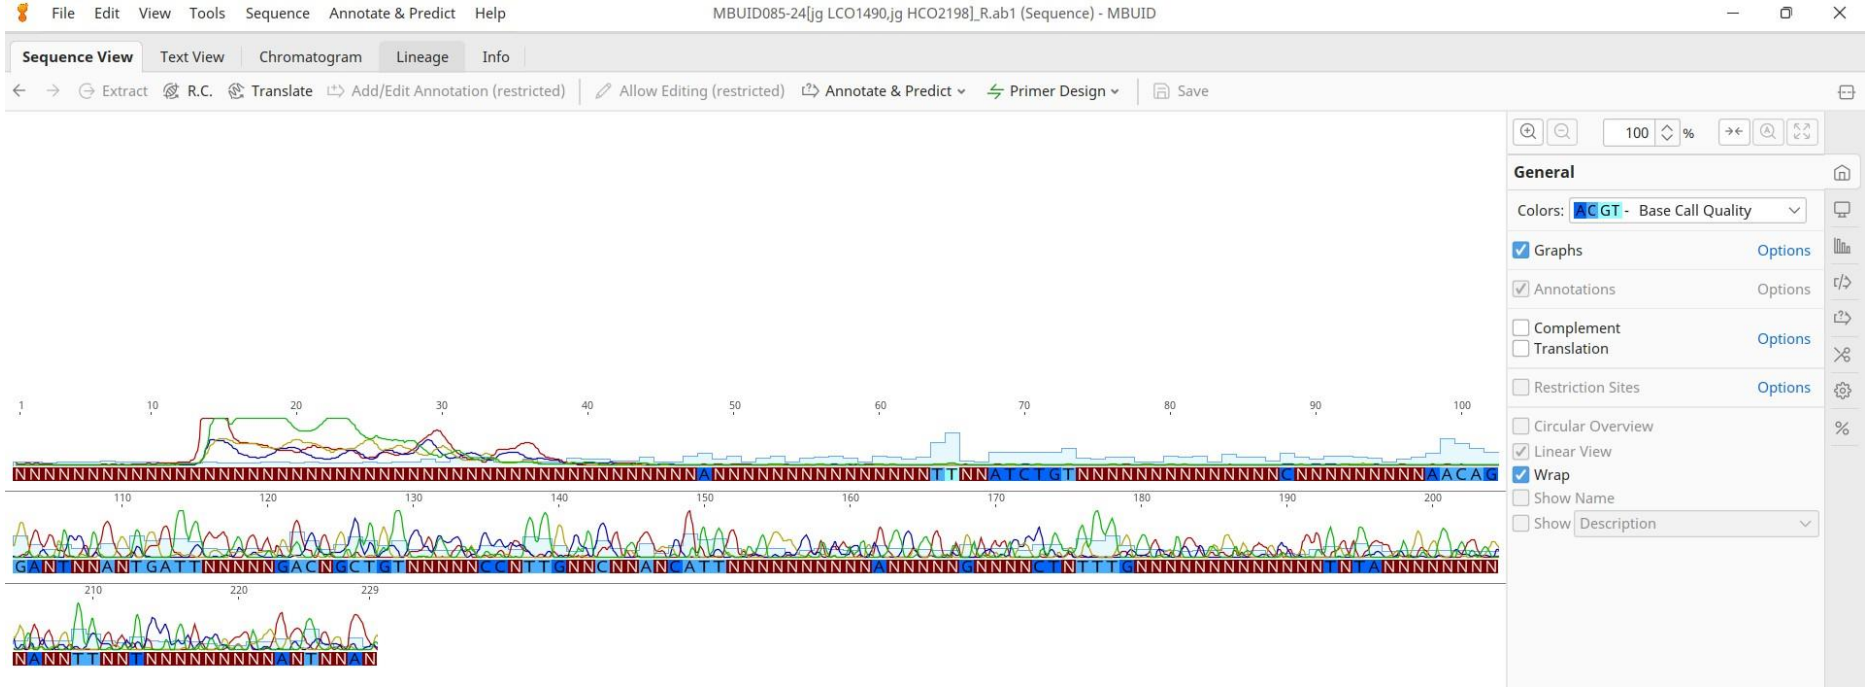 File Edit View Tools Sequence Annotate & Predict Help
MBUID085-24[jg LCO1490,jg HCO2198]_R.ab1 (Sequence) - MBUID
Sequence View Text View Chromatogram Lineage Info
Extract R.C. Translate Add/Edit Annotation (restricted) Allow Editing (restricted) Annotate & Predict Primer Design Save
100 %
General
Colors: ACGT - Base Call Quality
Graphs Options
Annotations Options
Complement
Translation
Options
Restriction Sites Options
Circular Overview
Linear View
Wrap
Show Name
Show Description
1 10 20 30 40 50 60 70 80 90 100
NNNNNNNNNNNNNNNNNNNNNNNNNNNNNNNNNNNNNNNNNNNNNNNANNNNNNNNNNNNNNNTTNNATCTGTNNNNNNNNNNNNNNCNNNNNNNNNAACAG
110 120 130 140 150 160 170 180 190 200
GANTNNANTGATTNNNNNGACNGCTGTNNNNNCCNTTGNNCNNANCATTNNNNNNNNNNANNNNNGNNNNCTNTTTGNNNNNNNNNNNNNTNTANNNNNNNN
210 220 229
NANNTTNNTNNNNNNNNNANTNNAN